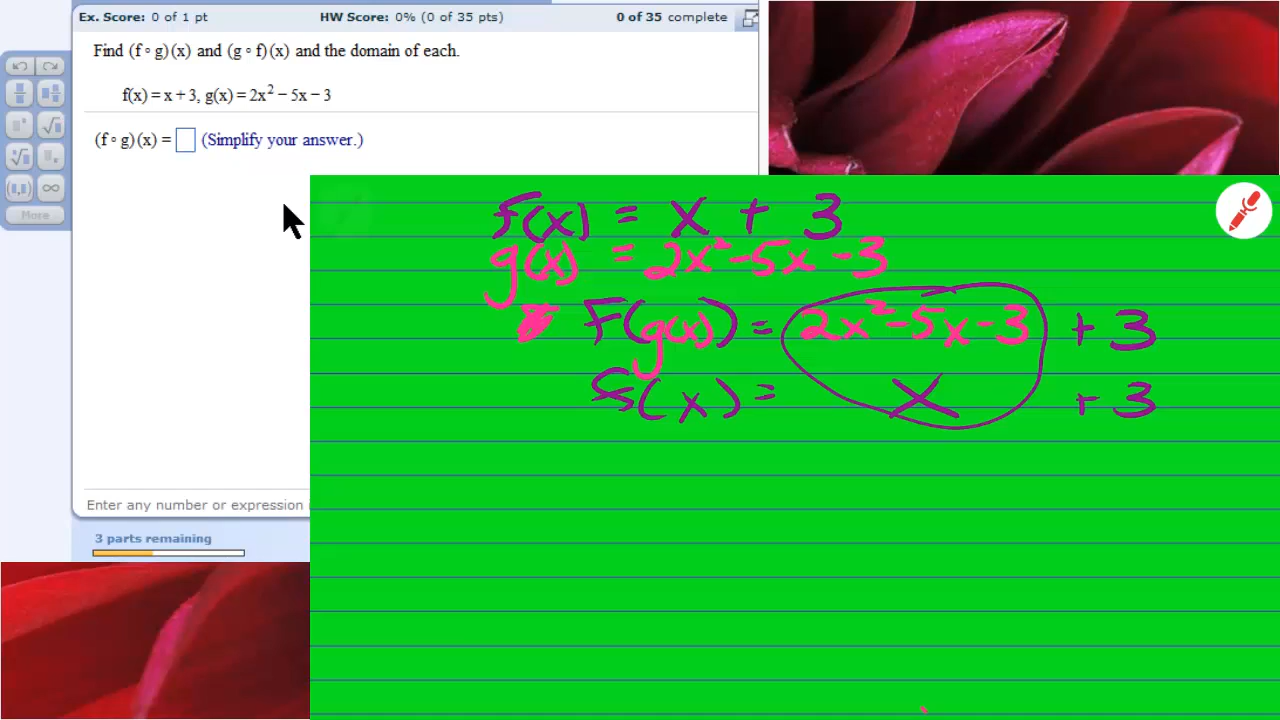 Ex. Score: 0 of 1 pt HW Score: 0% (0 of 35 pts) 0 of 35 complete
Find (f∘g)(x) and (g∘f)(x) and the domain of each.
f(x) = x + 3, g(x) = 2x² − 5x − 3
(f∘g)(x) = (Simplify your answer.)
More
f(x) = x + 3
g(x) = 2x²-5x-3
F(g(x)) = 2x²-5x-3 + 3
f(x) = x + 3
Enter any number or expression i
3 parts remaining